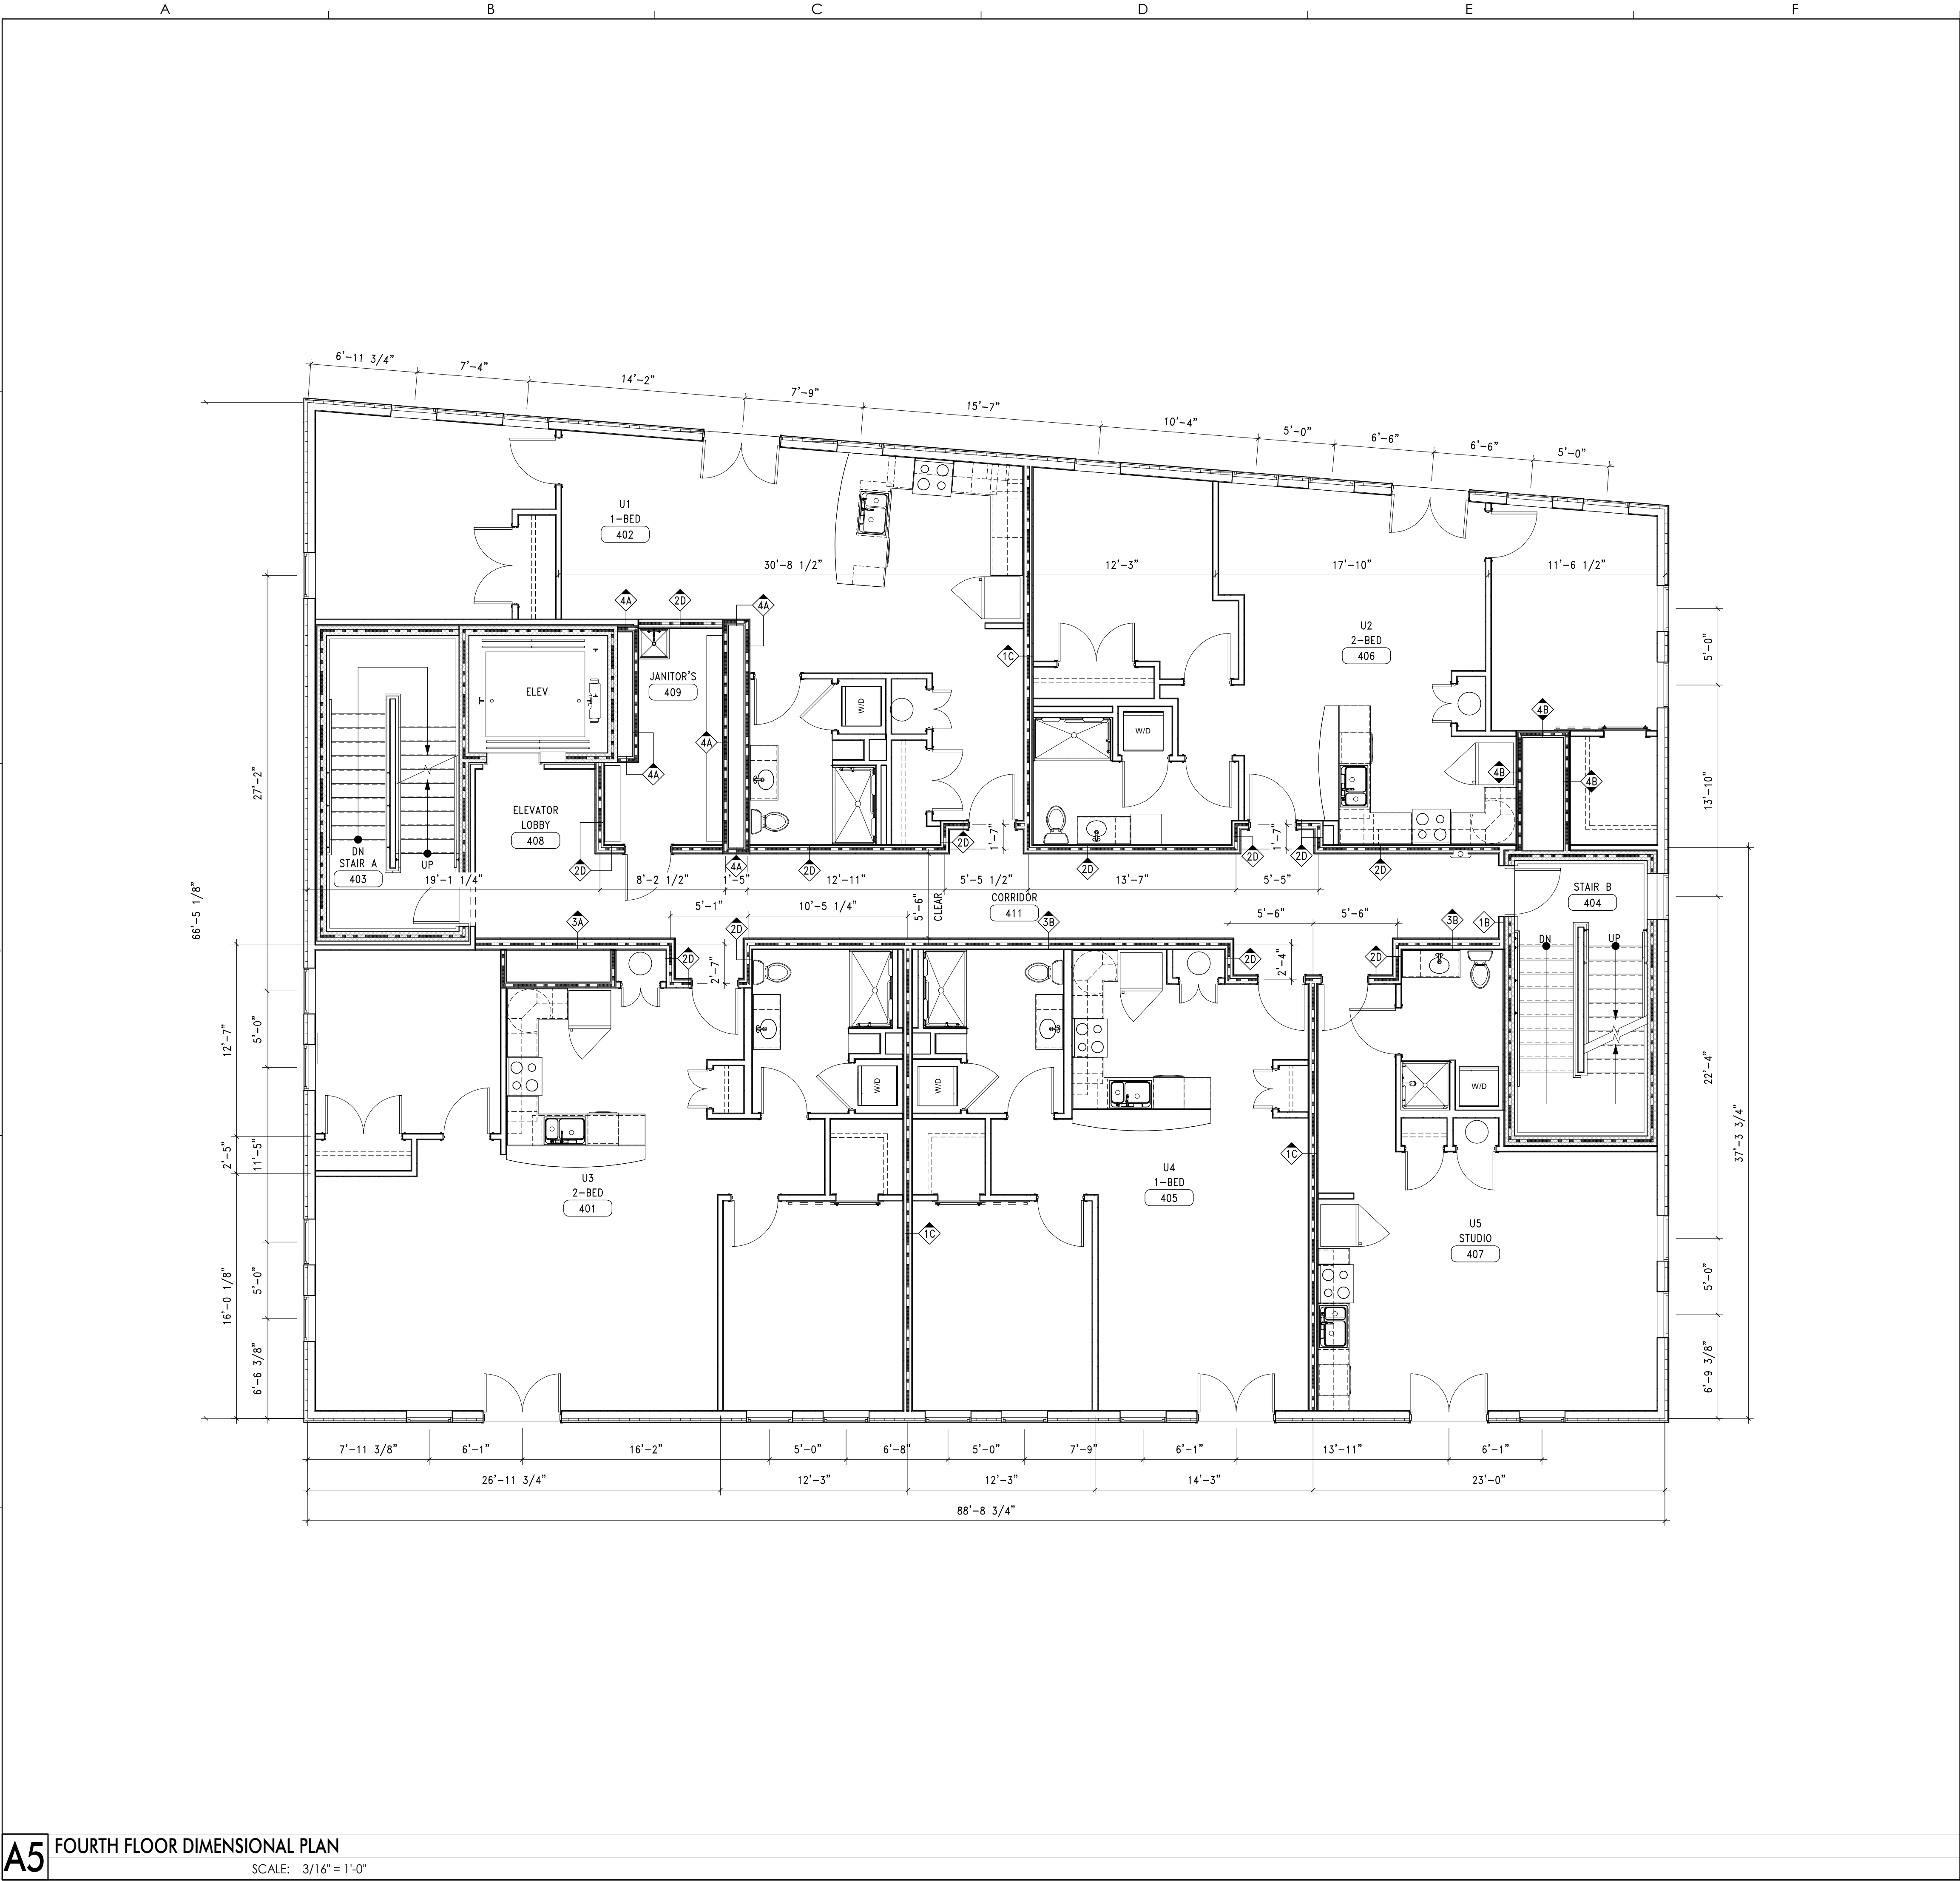 A B C D E F
6'-11 3/4"
7'-4"
14'-2"
7'-9"
15'-7"
10'-4"
5'-0"
6'-6"
6'-6"
5'-0"
U1
1-BED
402
30'-8 1/2" 12'-3" 17'-10" 11'-6 1/2"
4A 2D 4A
U2
2-BED
406
5'-0"
1C
JANITOR'S
409
ELEV
4B
4A
4A
4B 4B
27'-2"
13'-10"
ELEVATOR
LOBBY
408
DN
STAIR A
403
UP
2D 4A 2D 2D 2D 2D 2D 2D
1'-7" 1'-7"
66'-5 1/8"
19'-1 1/4" 8'-2 1/2" 1'-5" 12'-11" 5'-5 1/2" 13'-7" 5'-5"
CORRIDOR
411
5'-6"
CLEAR
STAIR B
404
5'-1" 10'-5 1/4" 5'-6" 5'-6"
3A 2D 3B 3B 1B
DN UP
2D 2D 2D
2'-7" 2'-4"
W/D
W/D
W/D
W/D
W/D
12'-7"
5'-0"
22'-4"
37'-3 3/4"
2'-5"
11'-5"
1C
U3
2-BED
401
U4
1-BED
405
1C
U5
STUDIO
407
16'-0 1/8"
5'-0"
5'-0"
6'-6 3/8"
6'-9 3/8"
7'-11 3/8" 6'-1" 16'-2" 5'-0" 6'-8" 5'-0" 7'-9" 6'-1" 13'-11" 6'-1"
26'-11 3/4" 12'-3" 12'-3" 14'-3" 23'-0"
88'-8 3/4"
A5 FOURTH FLOOR DIMENSIONAL PLAN
SCALE: 3/16" = 1'-0"